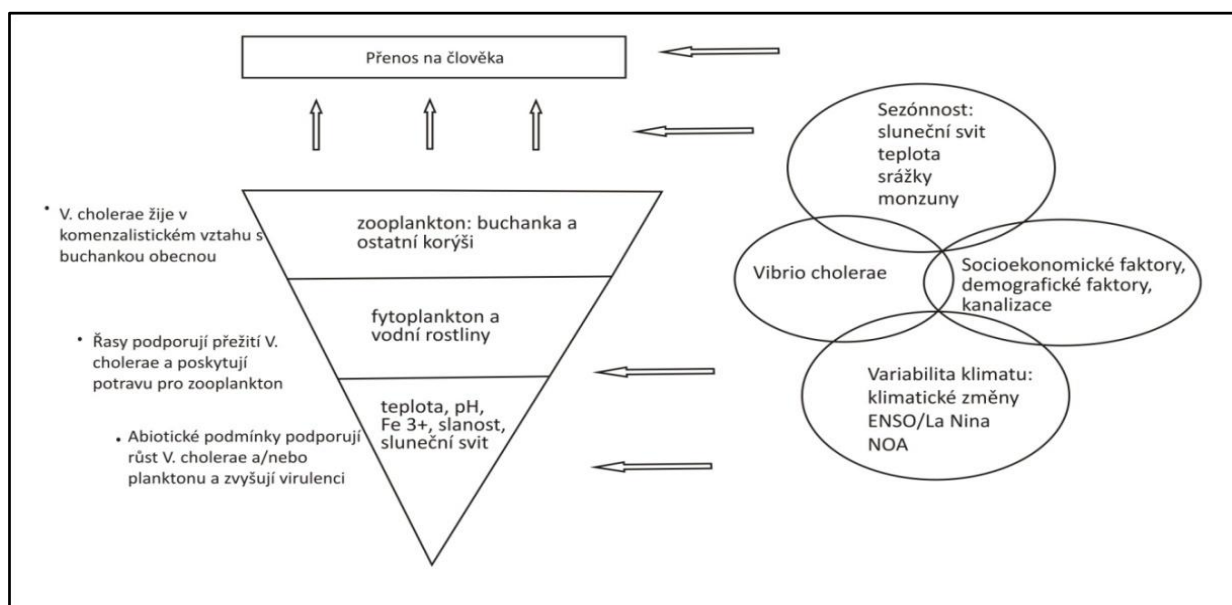 Přenos na člověka
• V. cholerae žije v
komenzalistickém vztahu s
buchankou obecnou
zooplankton: buchanka a
ostatní korýši
• Řasy podporují přežití V.
cholerae a poskytují
potravu pro zooplankton
fytoplankton a
vodní rostliny
• Abiotické podmínky podporují
růst V. cholerae a/nebo
planktonu a zvyšují virulenci
teplota, pH,
Fe 3+, slanost,
sluneční svit
Sezónnost:
sluneční svit
teplota
srážky
monzuny
Vibrio cholerae
Socioekonomické faktory,
demografické faktory,
kanalizace
Variabilita klimatu:
klimatické změny
ENSO/La Nina
NOA